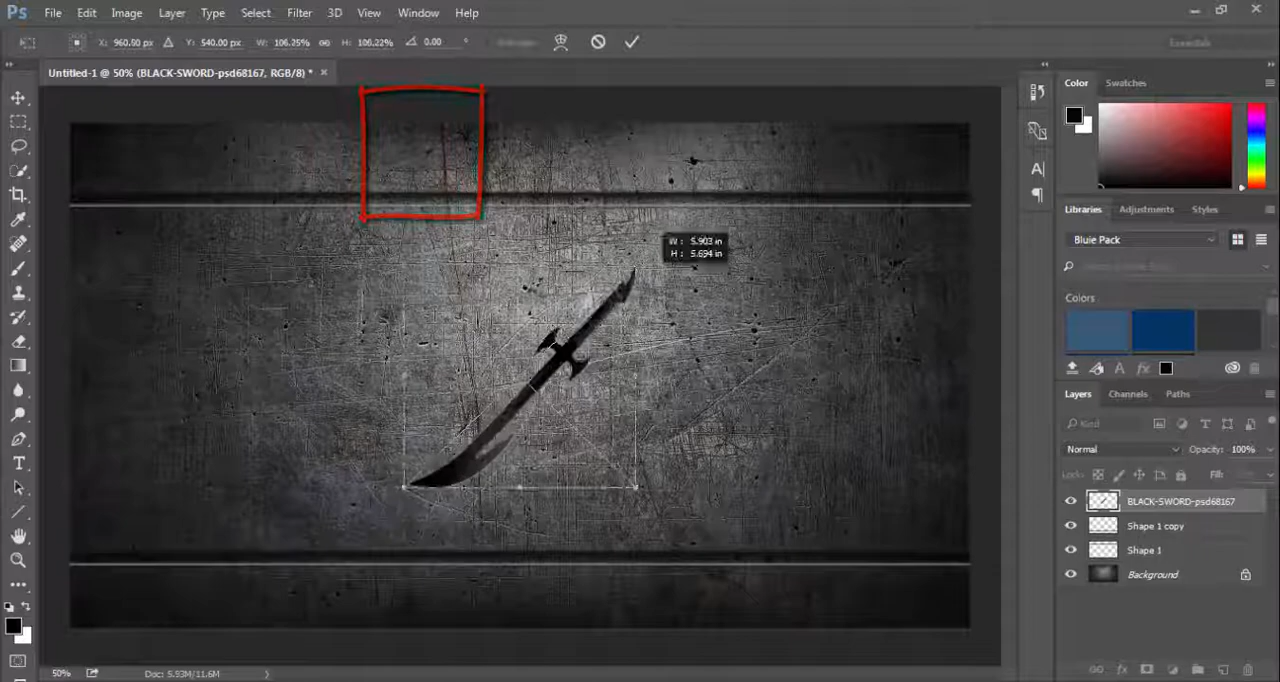 Ps File Edit Image Layer Type Select Filter 3D View Window Help
X: 960.50 px Y: 540.00 px W: 106.25% H: 106.22% 0.00 °
Essentials
Untitled-1 @ 50% (BLACK-SWORD-psd68167, RGB/8) * ×
Color Swatches
W : 5.903 in
H : 5.694 in
Libraries Adjustments Styles
Bluie Pack
Colors
Layers Channels Paths
Kind
Normal Opacity: 100%
Locks Fill:
BLACK-SWORD-psd68167
Shape 1 copy
Shape 1
Background
50% Doc: 5.93M/11.6M